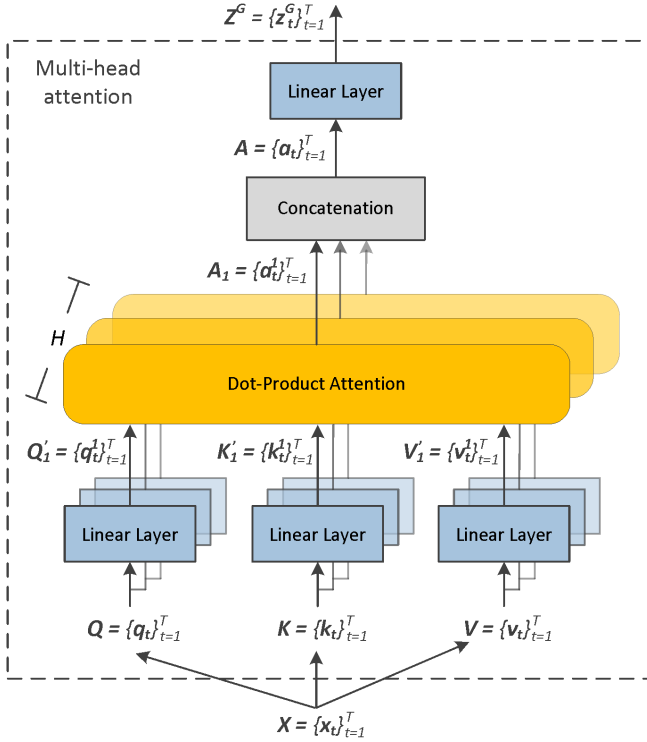 Z^G = {z_t^G}_{t=1}^T
Multi-head
attention
Linear Layer
A = {a_t}_{t=1}^T
Concatenation
A_1 = {a_t^1}_{t=1}^T
H
Dot-Product Attention
Q'_1 = {q_t^1}_{t=1}^T K'_1 = {k_t^1}_{t=1}^T V'_1 = {v_t^1}_{t=1}^T
Linear Layer Linear Layer Linear Layer
Q = {q_t}_{t=1}^T K = {k_t}_{t=1}^T V = {v_t}_{t=1}^T
X = {x_t}_{t=1}^T